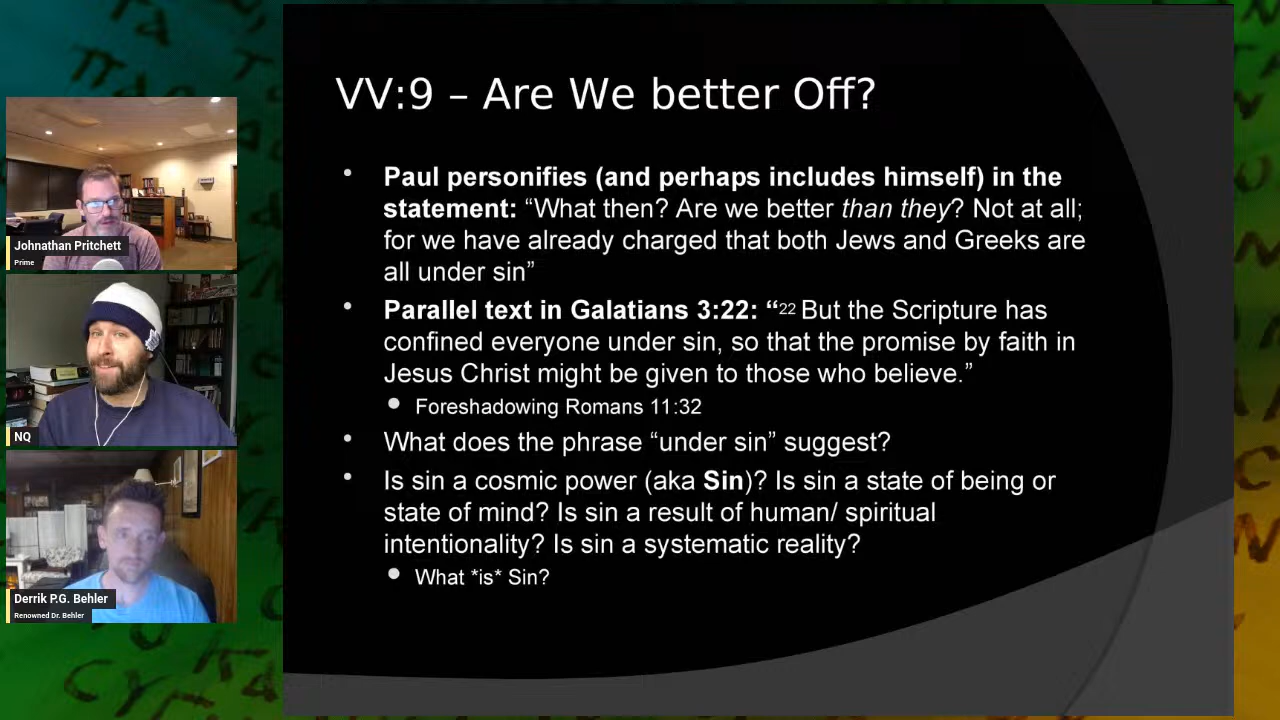 VV:9 – Are We better Off?
Paul personifies (and perhaps includes himself) in the
statement: “What then? Are we better than they? Not at all;
for we have already charged that both Jews and Greeks are
all under sin”
Parallel text in Galatians 3:22: “22 But the Scripture has
confined everyone under sin, so that the promise by faith in
Jesus Christ might be given to those who believe.”
Foreshadowing Romans 11:32
What does the phrase “under sin” suggest?
Is sin a cosmic power (aka Sin)? Is sin a state of being or
state of mind? Is sin a result of human/ spiritual
intentionality? Is sin a systematic reality?
What *is* Sin?
Johnathan Pritchett
Prime
NQ
Derrik P.G. Behler
Renowned Dr. Behler